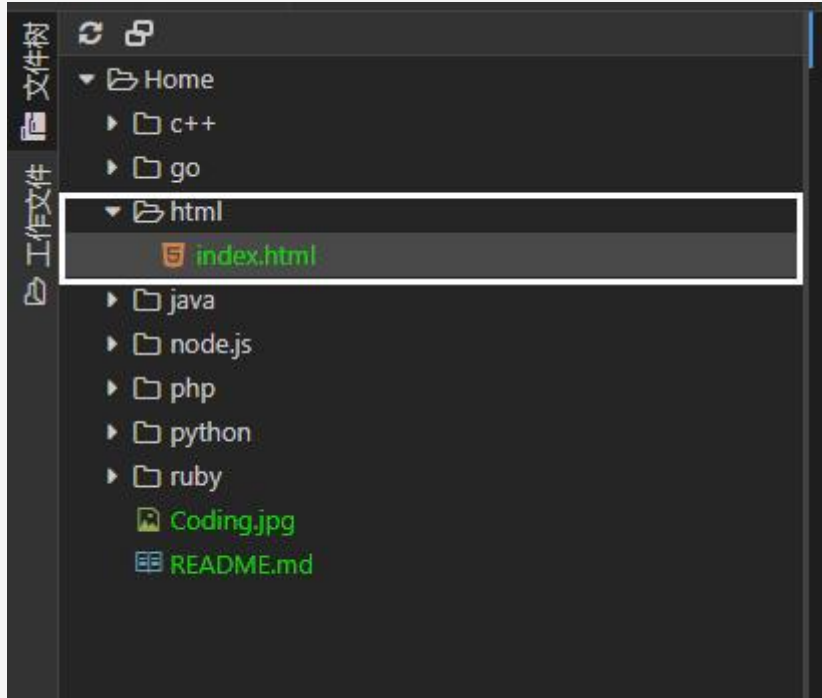 文件树
工作文件
Home
c++
go
html
index.html
java
node.js
php
python
ruby
Coding.jpg
README.md